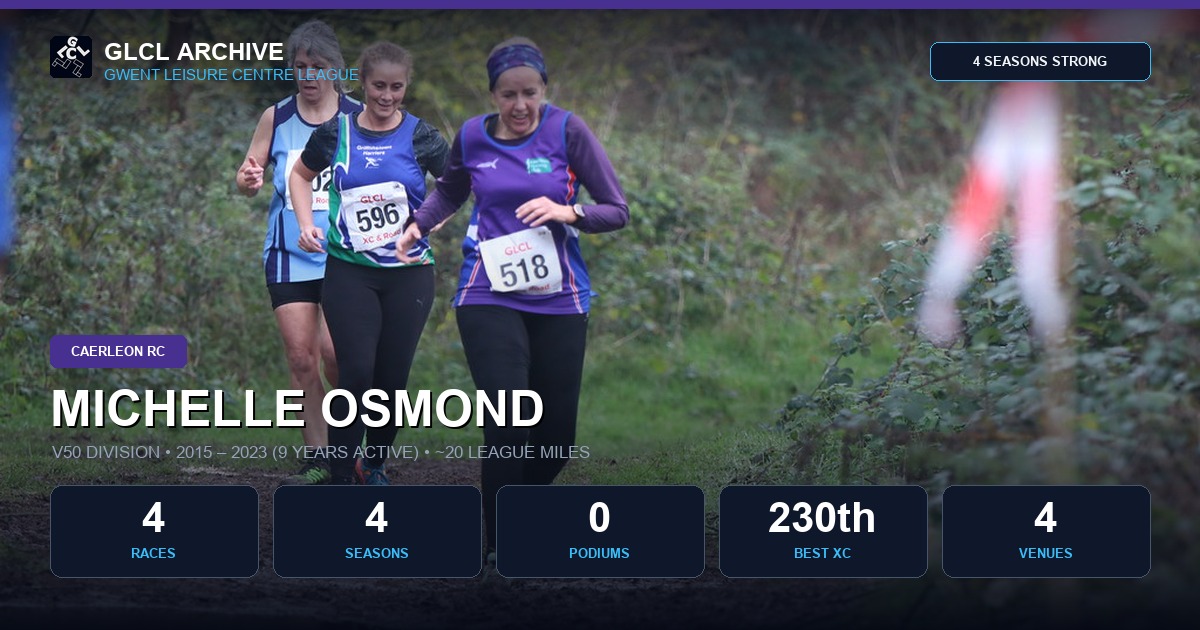 GLCL ARCHIVE
GWENT LEISURE CENTRE LEAGUE
4 SEASONS STRONG
Griffithstown
Harriers
GLCL
596
XC & Road
GLCL
518
CAERLEON RC
MICHELLE OSMOND
V50 DIVISION • 2015 – 2023 (9 YEARS ACTIVE) • ~20 LEAGUE MILES
4
RACES
4
SEASONS
0
PODIUMS
230th
BEST XC
4
VENUES